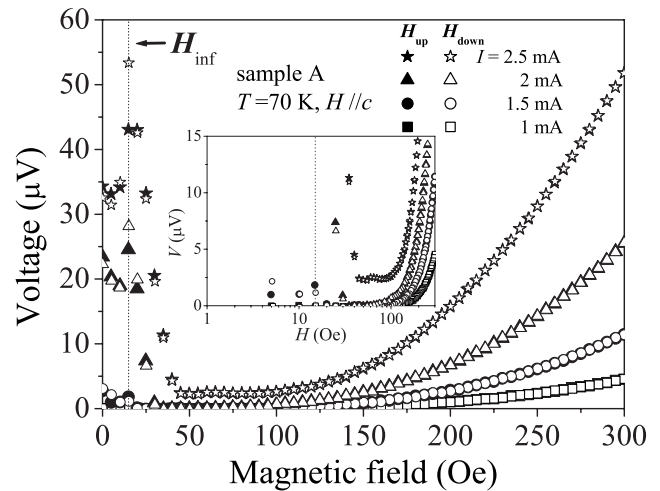 60
50
40
30
20
10
0
Voltage (μV)
0 50 100 150 200 250 300
Magnetic field (Oe)
H_inf
sample A
T =70 K, H //c
H_up H_down
I = 2.5 mA
2 mA
1.5 mA
1 mA
15
10
5
0
V (μV)
1 10 100
H (Oe)